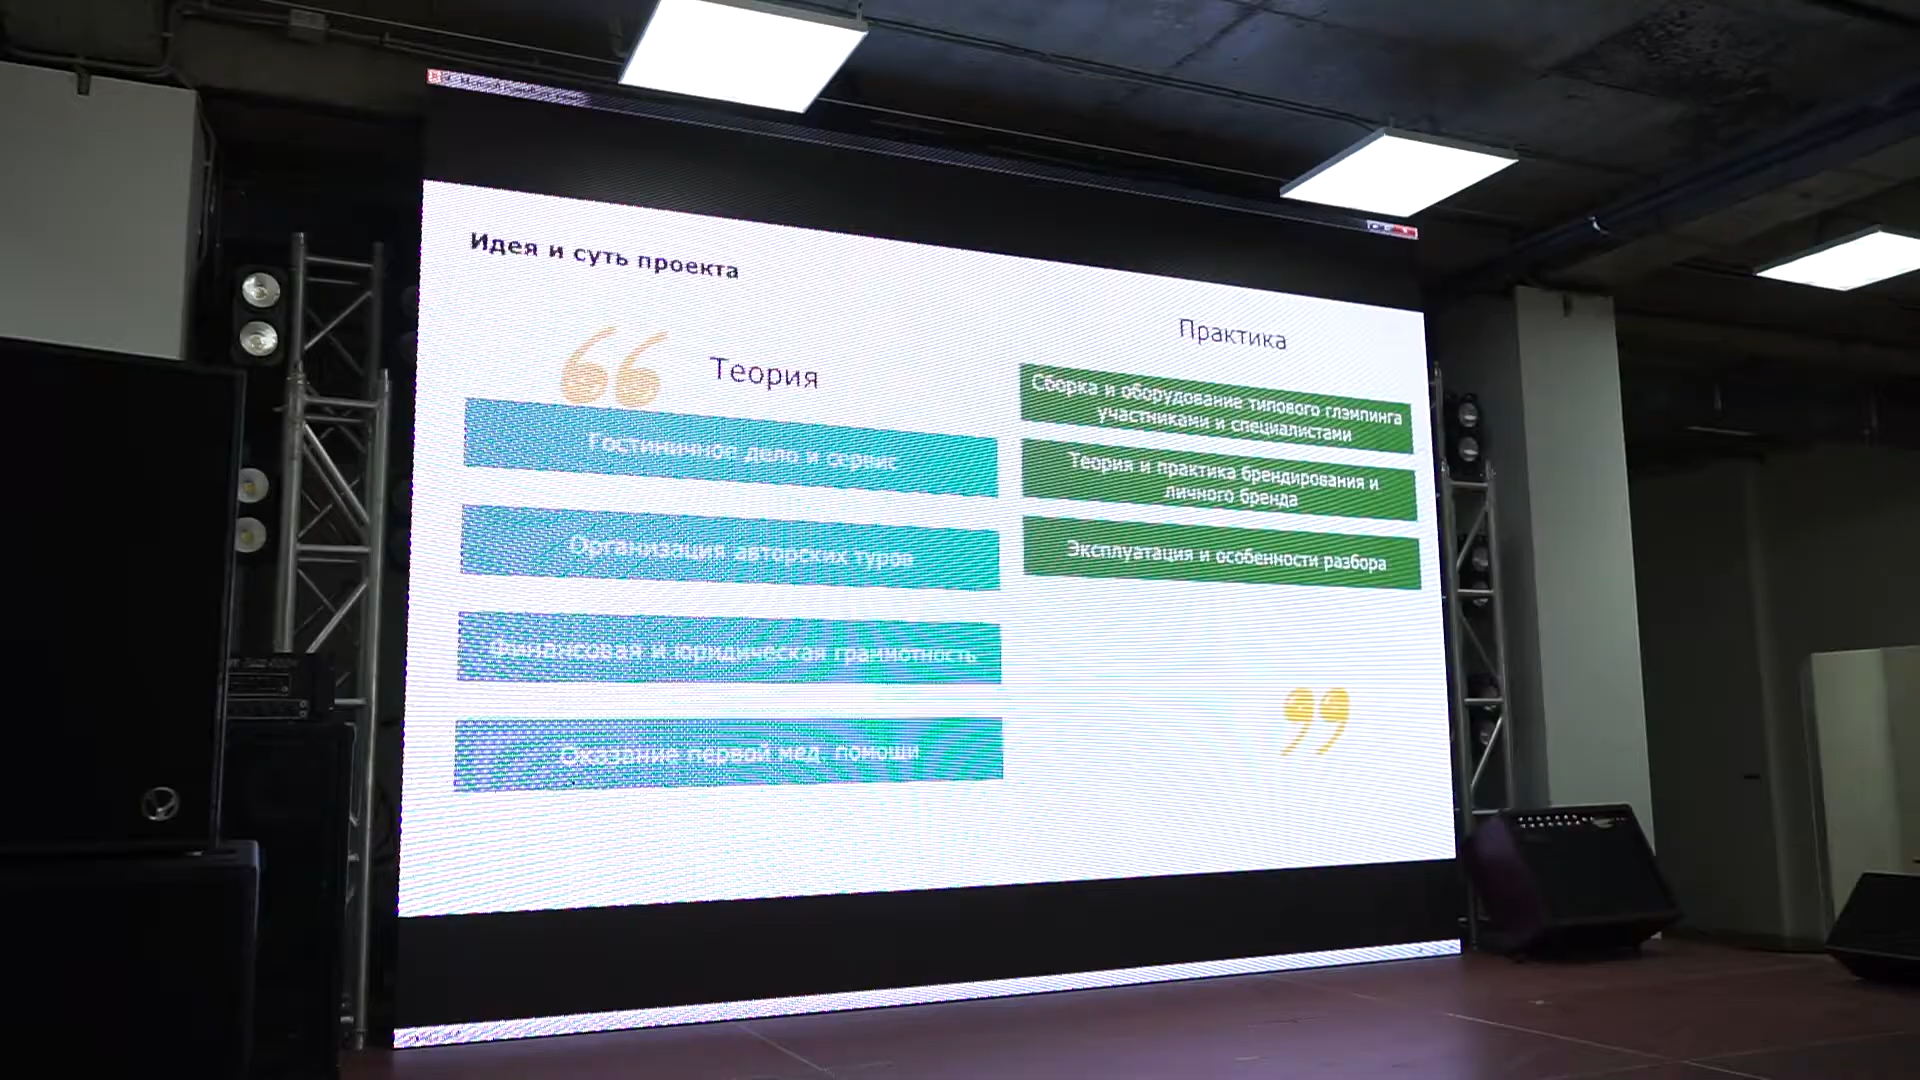 Идея и суть проекта
Теория
Гостиничное дело и сервис
Организация авторских туров
Финансовая и юридическая грамотность
Оказание первой мед. помощи
Практика
Сборка и оборудование типового глэмпинга
участниками и специалистами
Теория и практика брендирования и
личного бренда
Эксплуатация и особенности разбора